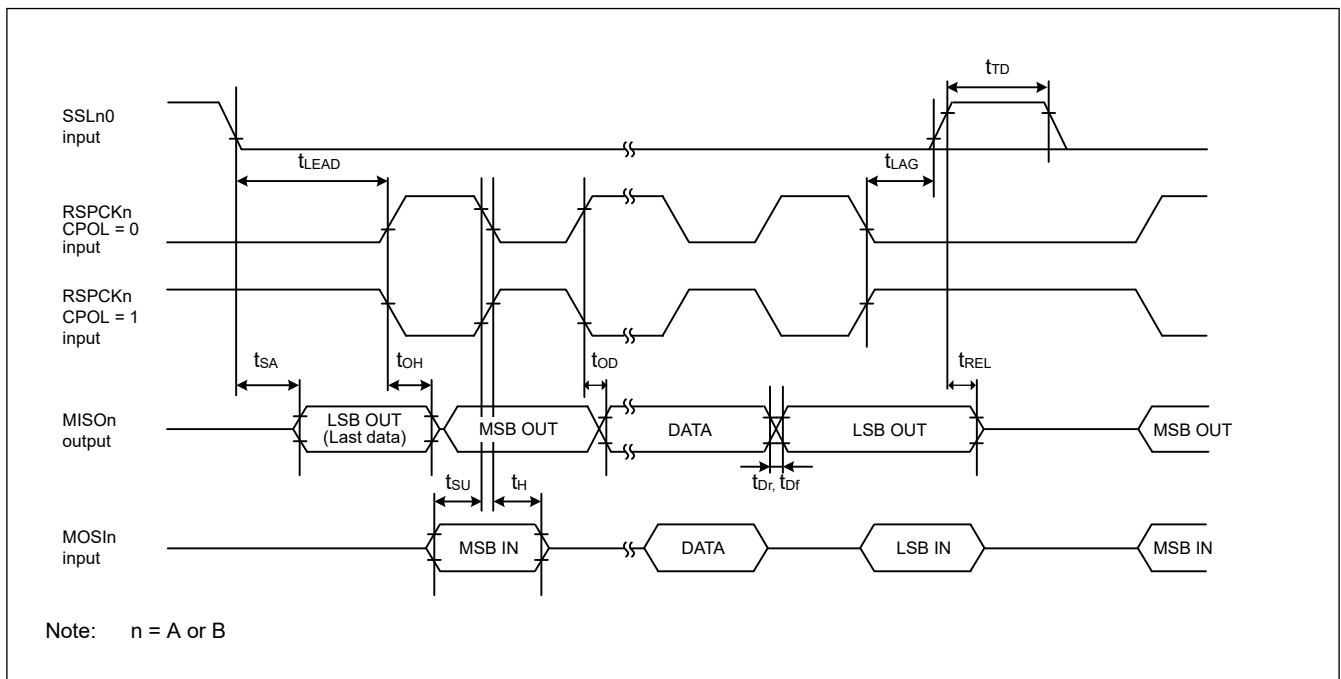 tTD
SSLn0
input
tLEAD
tLAG
RSPCKn
CPOL = 0
input
RSPCKn
CPOL = 1
input
tSA
tOH
tOD
tREL
MISOn
output
LSB OUT
(Last data)
MSB OUT
DATA
LSB OUT
MSB OUT
tSU
tH
tDr, tDf
MOSIn
input
MSB IN
DATA
LSB IN
MSB IN
Note: n = A or B